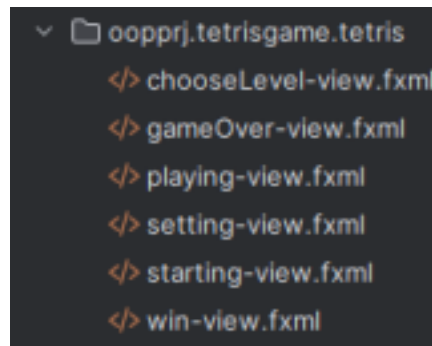 oopprj.tetrisgame.tetris
</> chooseLevel-view.fxml
</> gameOver-view.fxml
</> playing-view.fxml
</> setting-view.fxml
</> starting-view.fxml
</> win-view.fxml